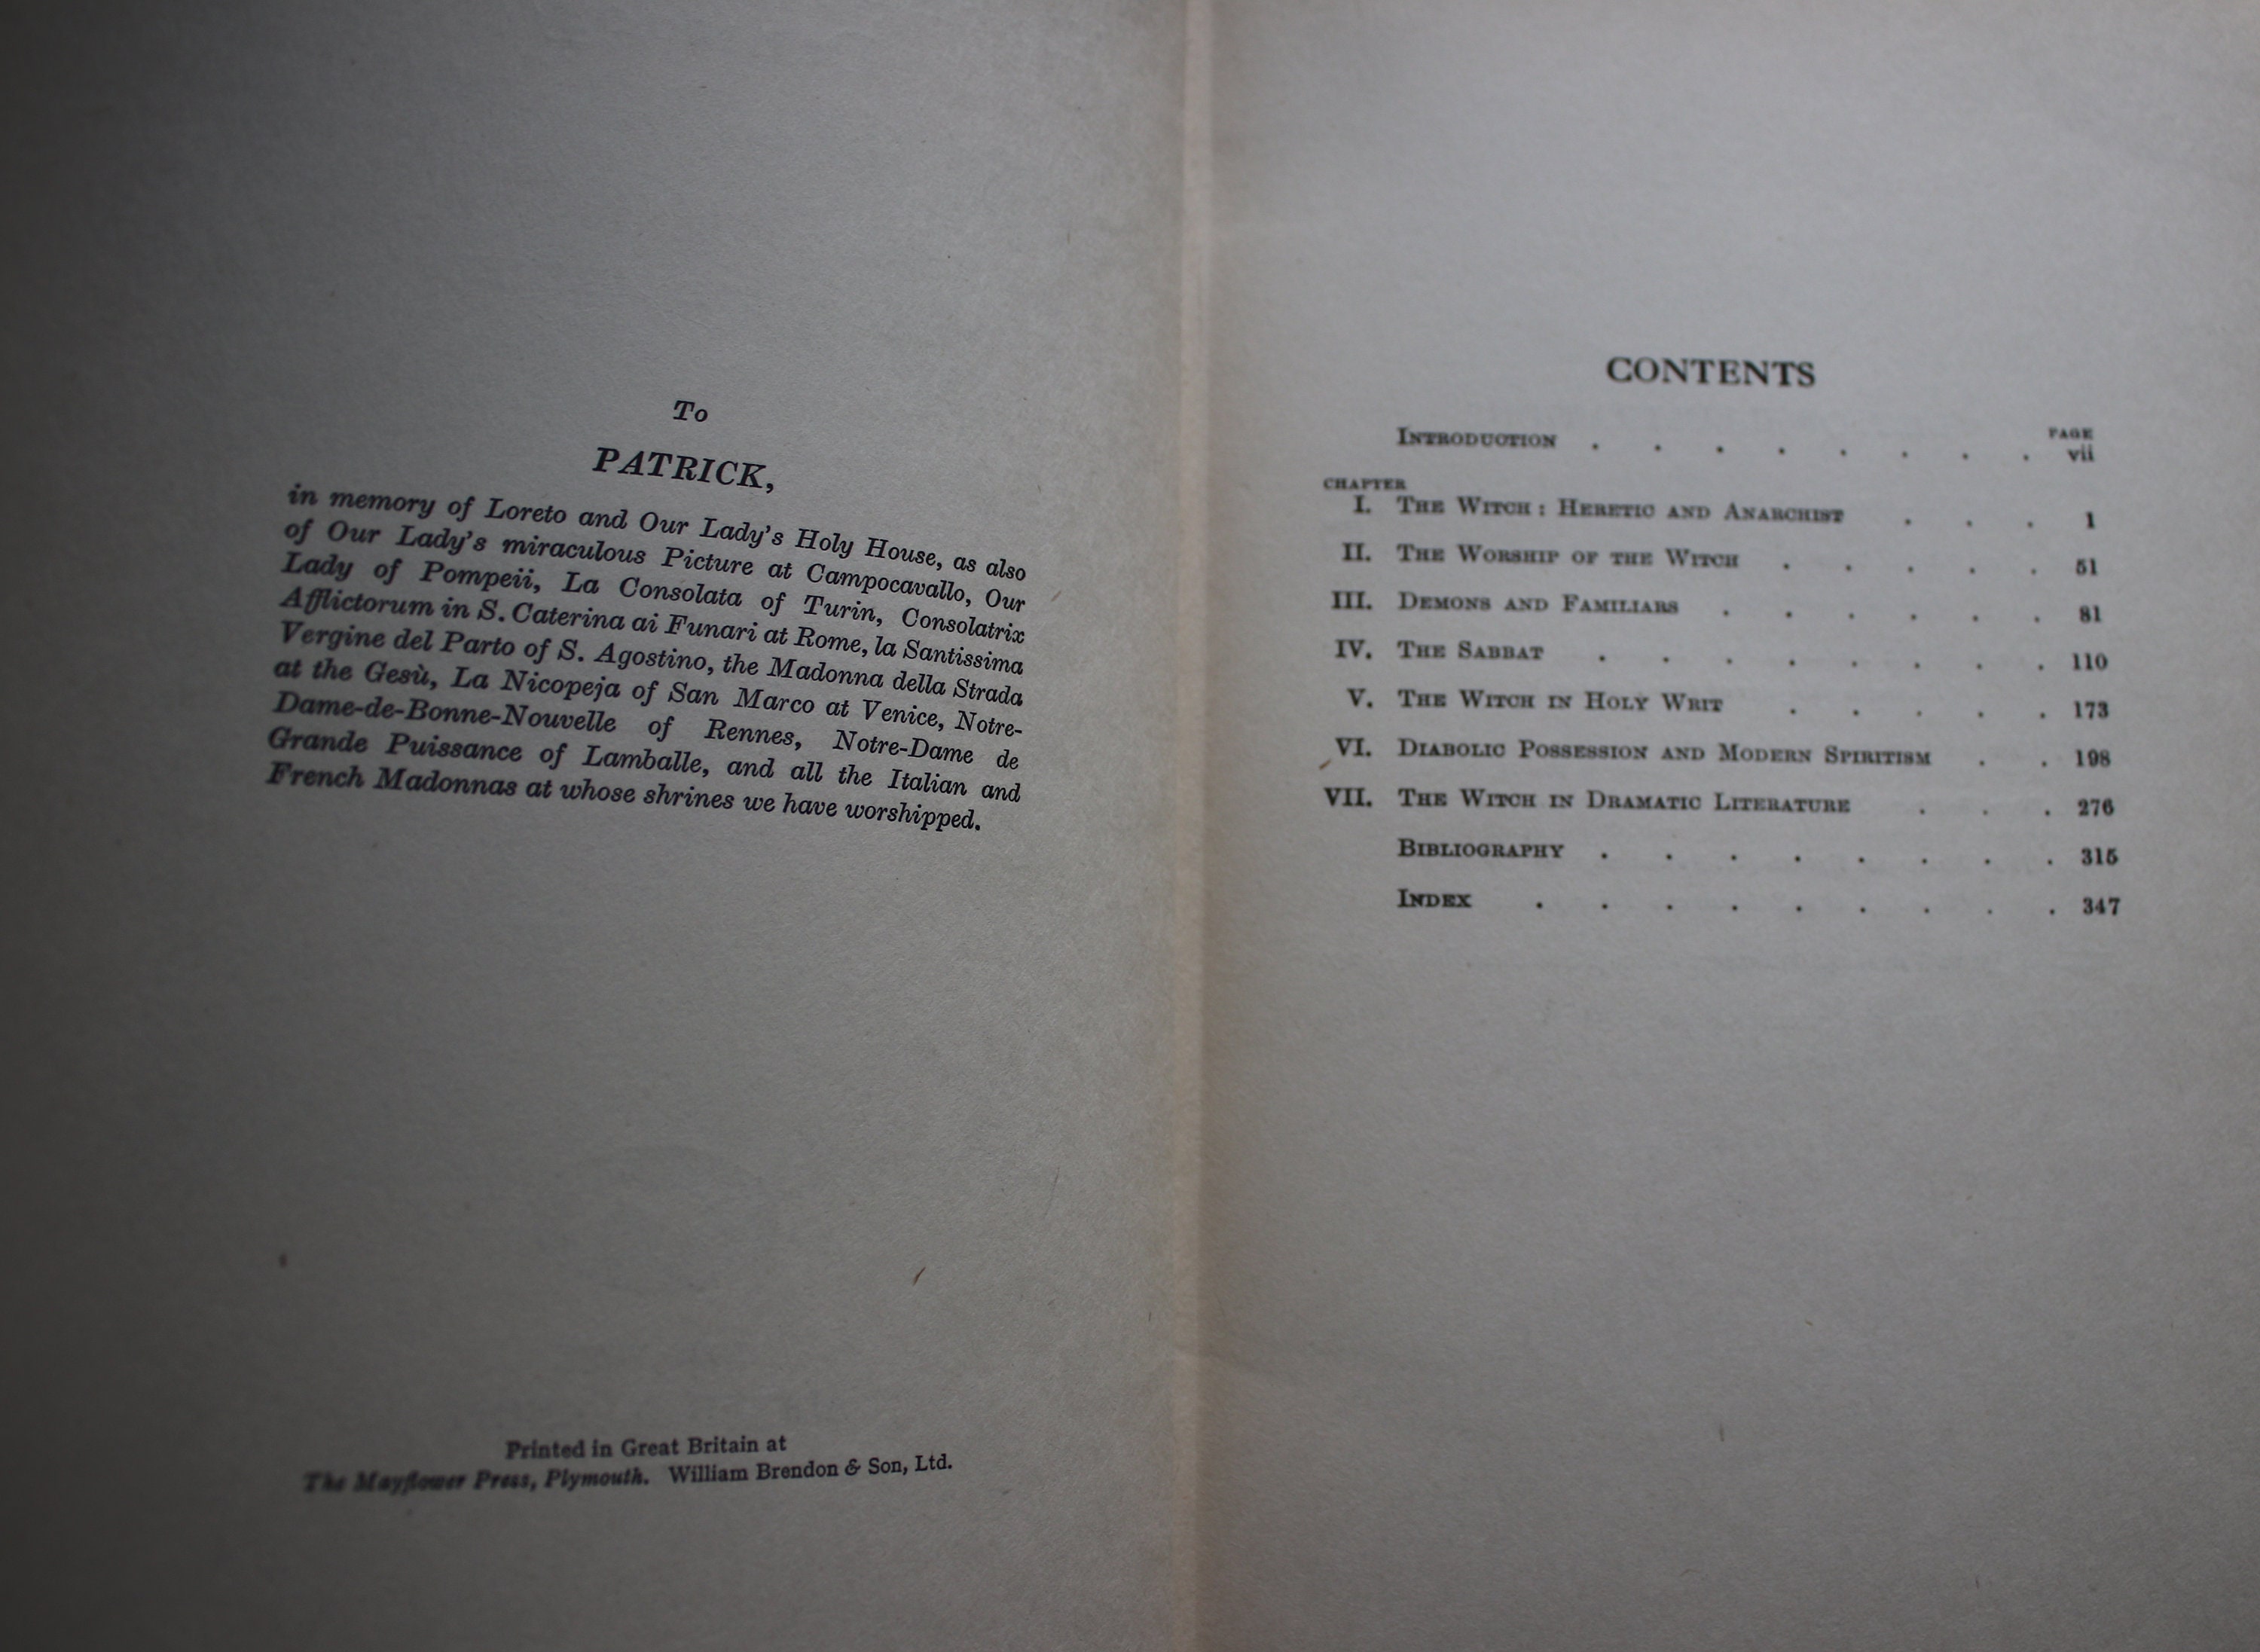 To
PATRICK,
in memory of Loreto and Our Lady's Holy House, as also
of Our Lady's miraculous Picture at Campocavallo, Our
Lady of Pompeii, La Consolata of Turin, Consolatrix
Afflictorum in S. Caterina ai Funari at Rome, la Santissima
Vergine del Parto of S. Agostino, the Madonna della Strada
at the Gesù, La Nicopeja of San Marco at Venice, Notre-
Dame-de-Bonne-Nouvelle of Rennes, Notre-Dame de
Grande Puissance of Lamballe, and all the Italian and
French Madonnas at whose shrines we have worshipped.
Printed in Great Britain at
The Mayflower Press, Plymouth. William Brendon & Son, Ltd.
CONTENTS
PAGE
INTRODUCTION . . . . . . . . vii
CHAPTER
I. THE WITCH : HERETIC AND ANARCHIST . . . 1
II. THE WORSHIP OF THE WITCH . . . . . 51
III. DEMONS AND FAMILIARS . . . . . . 81
IV. THE SABBAT . . . . . . . . 110
V. THE WITCH IN HOLY WRIT . . . . . 173
VI. DIABOLIC POSSESSION AND MODERN SPIRITISM . . 198
VII. THE WITCH IN DRAMATIC LITERATURE . . . 276
BIBLIOGRAPHY . . . . . . . . 315
INDEX . . . . . . . . . 347